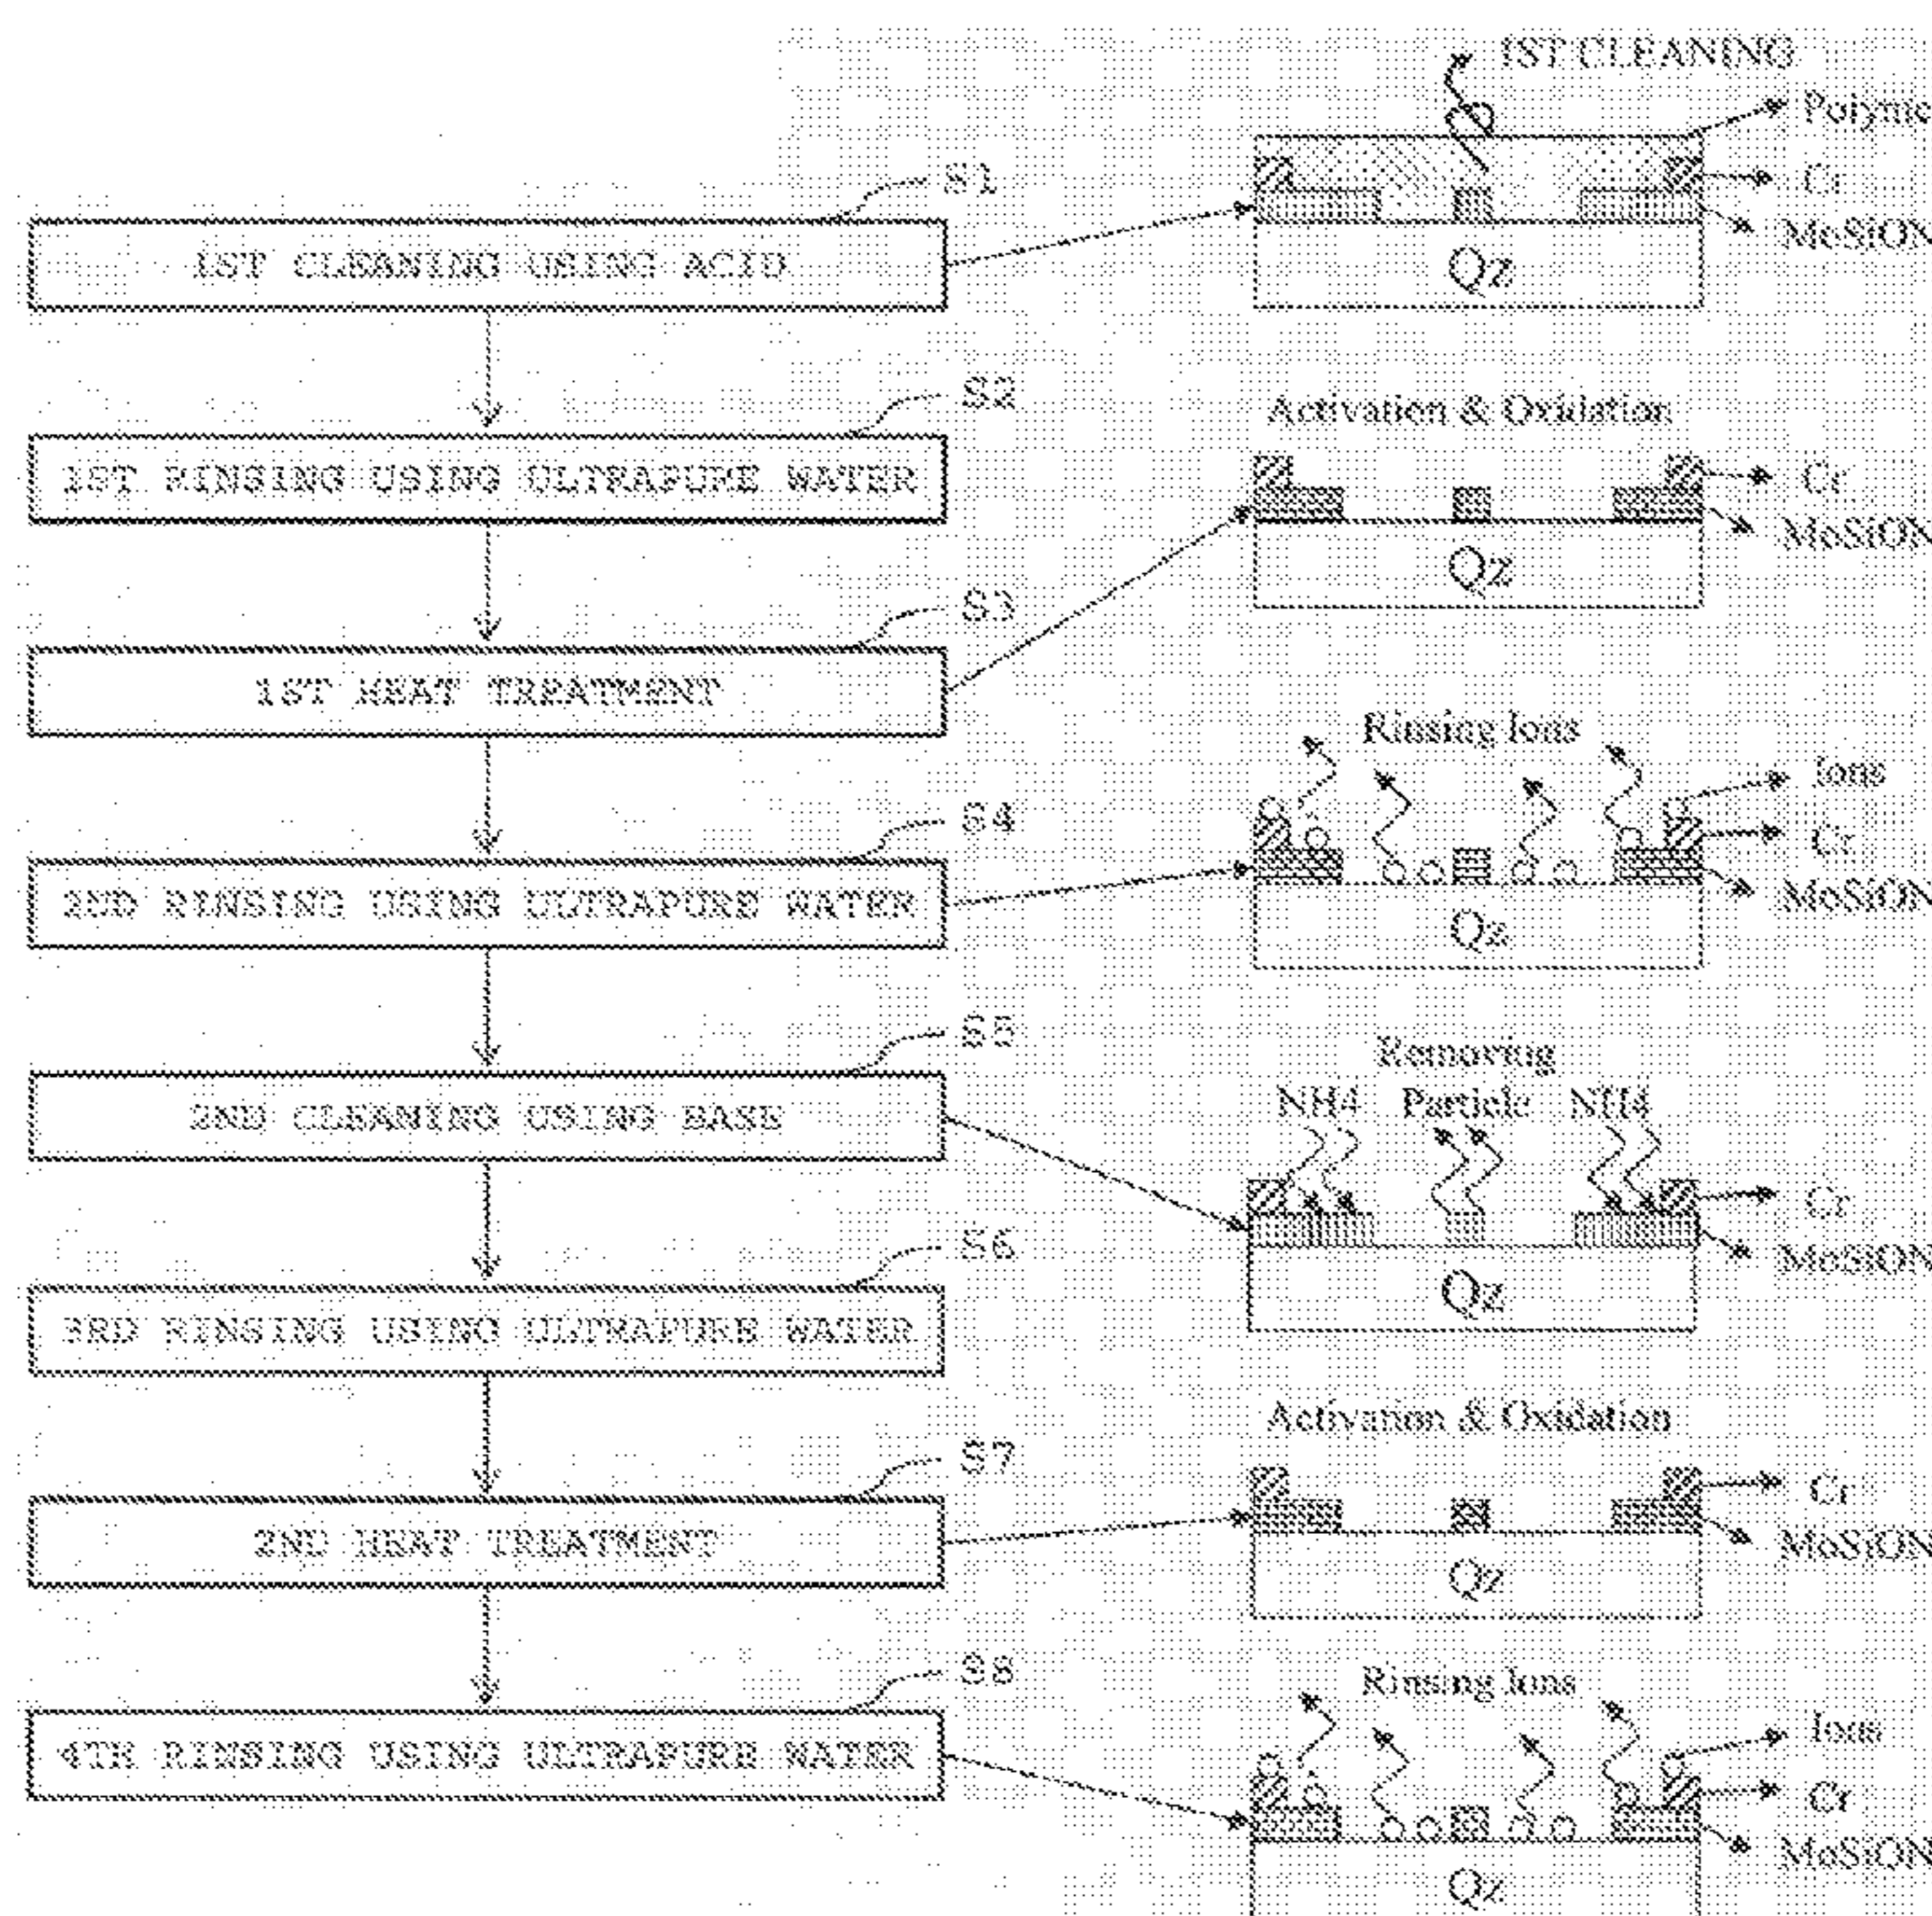 1ST CLEANING
Polyme
S1
Cr
1ST CLEANING USING ACID
MoSiON
Qz
S2
Activation & Oxidation
1ST RINSING USING ULTRAPURE WATER
Cr
MoSiON
Qz
S3
1ST HEAT TREATMENT
Rinsing Ions
Ions
S4
Cr
2ND RINSING USING ULTRAPURE WATER
MoSiON
Qz
S5
Removing
2ND CLEANING USING BASE
NH4 Particle NH4
Cr
S6
MoSiON
Qz
3RD RINSING USING ULTRAPURE WATER
Activation & Oxidation
S7
Cr
2ND HEAT TREATMENT
MoSiON
Qz
S8
Rinsing Ions
Ions
4TH RINSING USING ULTRAPURE WATER
Cr
MoSiON
Qz